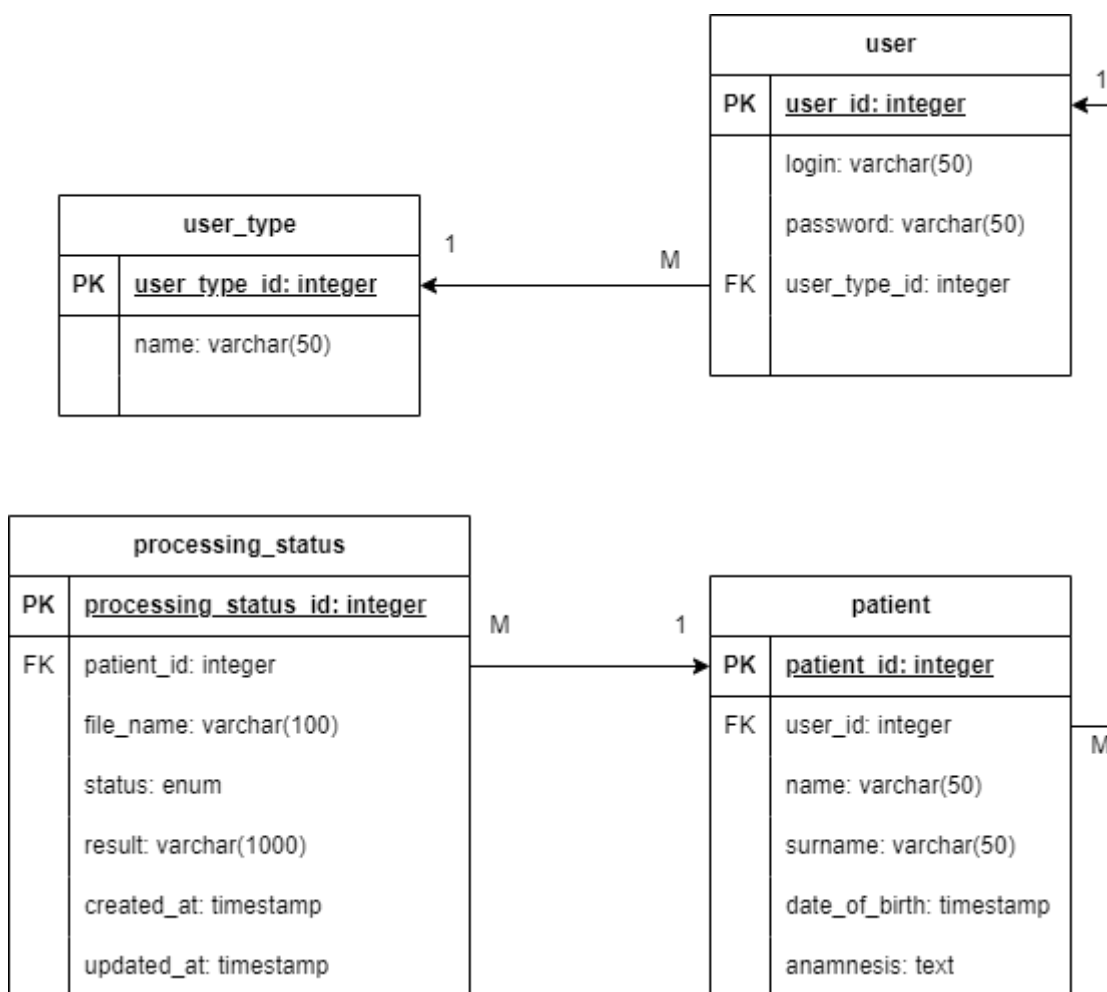 user
PK user_id: integer
login: varchar(50)
password: varchar(50)
FK user_type_id: integer
1
user_type
PK user_type_id: integer
name: varchar(50)
1
M
processing_status
PK processing_status_id: integer
FK patient_id: integer
file_name: varchar(100)
status: enum
result: varchar(1000)
created_at: timestamp
updated_at: timestamp
M
1
patient
PK patient_id: integer
FK user_id: integer
name: varchar(50)
surname: varchar(50)
date_of_birth: timestamp
anamnesis: text
M